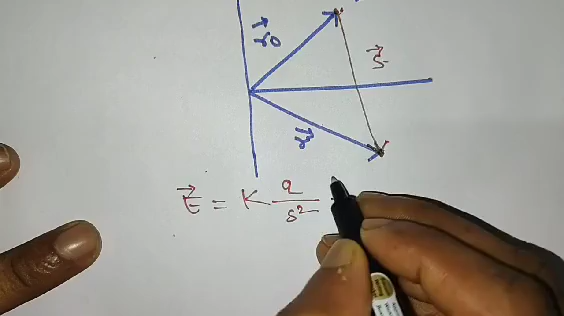 r⃗0
s⃗
r⃗
E⃗ = K q/s²